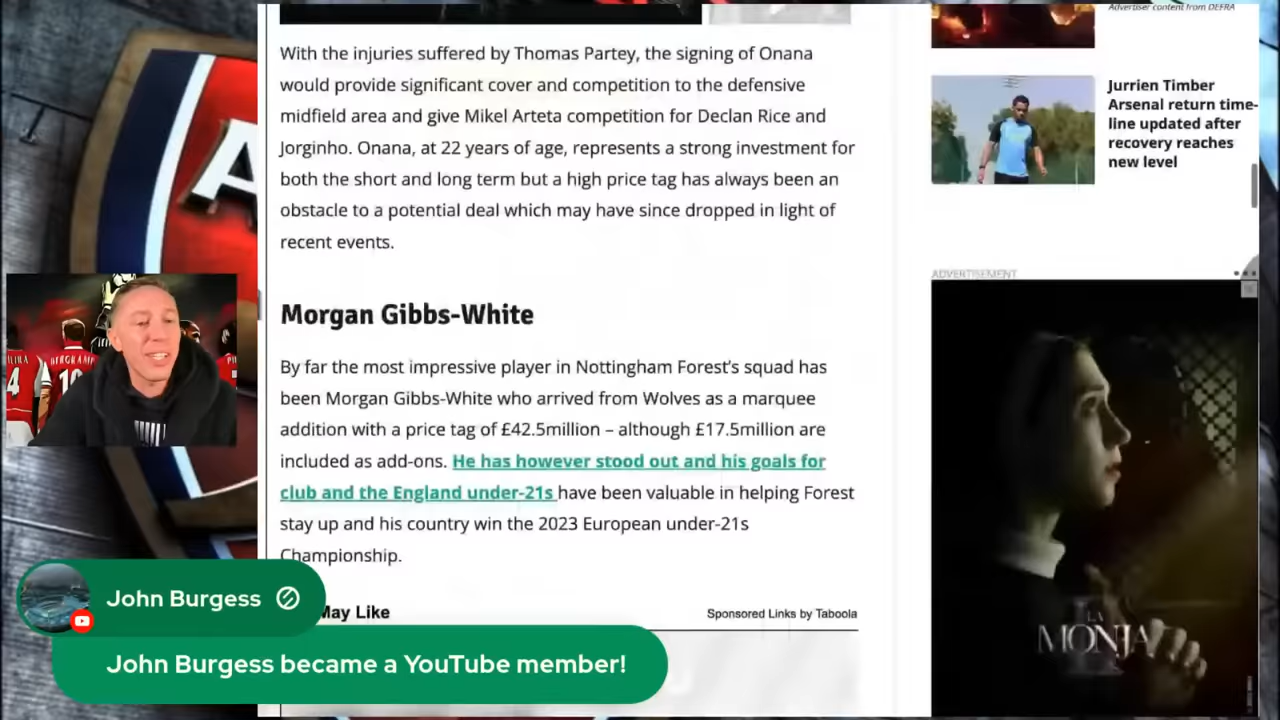 With the injuries suffered by Thomas Partey, the signing of Onana
would provide significant cover and competition to the defensive
midfield area and give Mikel Arteta competition for Declan Rice and
Jorginho. Onana, at 22 years of age, represents a strong investment for
both the short and long term but a high price tag has always been an
obstacle to a potential deal which may have since dropped in light of
recent events.
Morgan Gibbs-White
By far the most impressive player in Nottingham Forest’s squad has
been Morgan Gibbs-White who arrived from Wolves as a marquee
addition with a price tag of £42.5million – although £17.5million are
included as add-ons. He has however stood out and his goals for
club and the England under-21s have been valuable in helping Forest
stay up and his country win the 2023 European under-21s
Championship.
May Like
Sponsored Links by Taboola
Advertiser content from DEFRA
Jurrien Timber
Arsenal return time-
line updated after
recovery reaches
new level
ADVERTISEMENT
LA
MONJA
II
4
BERGKAMP
10
A
John Burgess
John Burgess became a YouTube member!